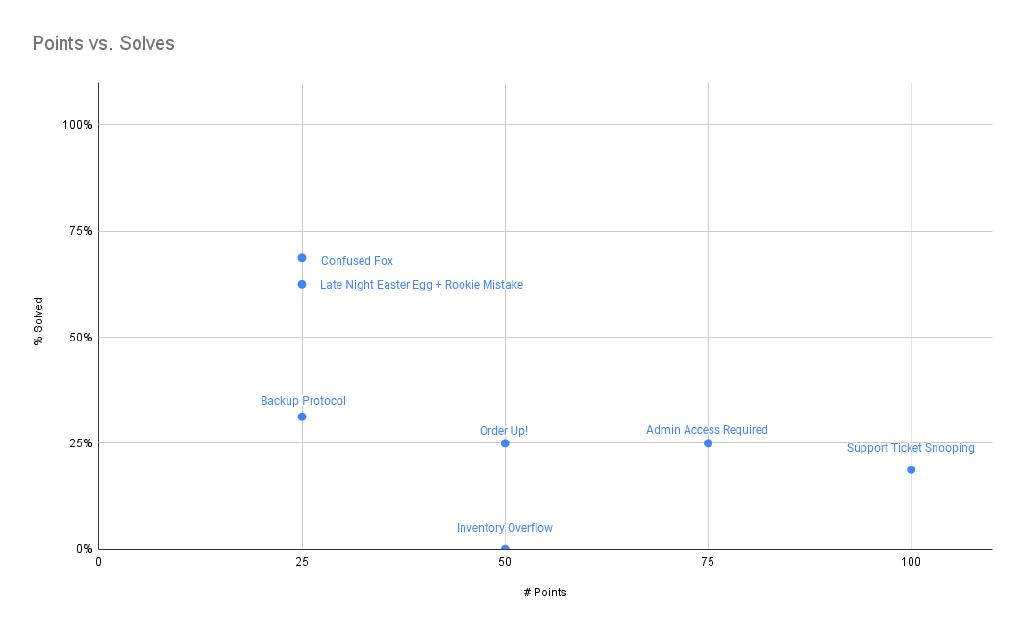 Points vs. Solves
100%
75%
Confused Fox
Late Night Easter Egg + Rookie Mistake
% Solved
50%
Backup Protocol
Order Up!
Admin Access Required
25%
Support Ticket Snooping
Inventory Overflow
0%
0
25
50
75
100
# Points